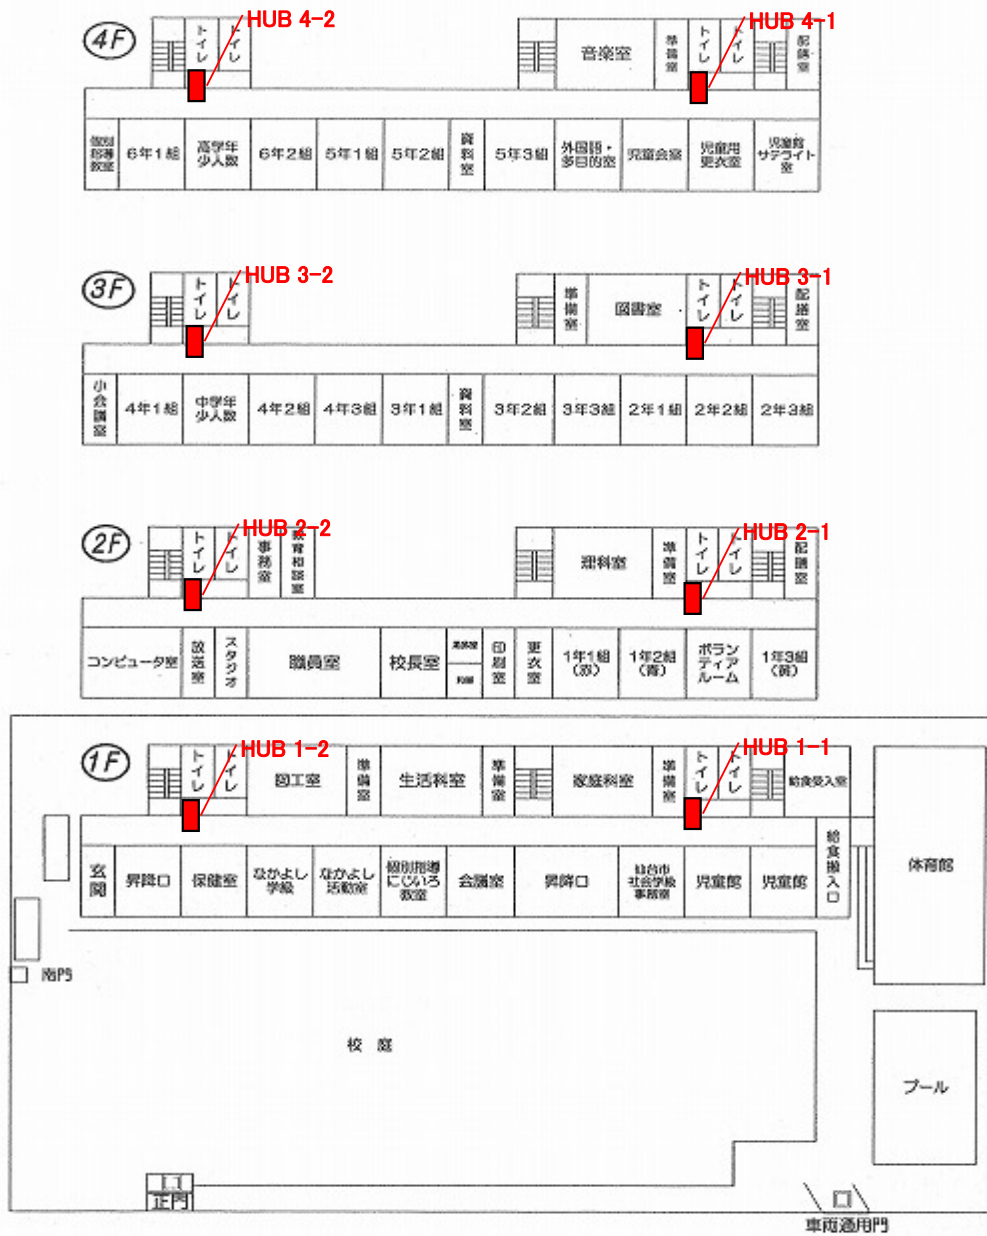 4F
HUB 4-2
HUB 4-1
トイレ
トイレ
音楽室
準備室
トイレ
トイレ
配膳室
個別指導教室
6年1組
高学年
少人数
6年2組
5年1組
5年2組
資料室
5年3組
外国語・
多目的室
児童会室
児童用
更衣室
児童館
サテライト
室
3F
HUB 3-2
HUB 3-1
トイレ
トイレ
準備室
図書室
トイレ
トイレ
配膳室
小会議室
4年1組
中学年
少人数
4年2組
4年3組
3年1組
資料室
3年2組
3年3組
2年1組
2年2組
2年3組
2F
HUB 2-2
HUB 2-1
トイレ
トイレ
事務室
教育相談室
理科室
準備室
トイレ
トイレ
配膳室
コンピュータ室
放送室
スタジオ
職員室
校長室
印刷室
更衣室
1年1組
(赤)
1年2組
(青)
ボラン
ティア
ルーム
1年3組
(黄)
1F
HUB 1-2
HUB 1-1
トイレ
トイレ
図工室
準備室
生活科室
準備室
家庭科室
準備室
トイレ
トイレ
給食受入室
玄関
昇降口
保健室
なかよし
学級
なかよし
活動室
個別指導
にじいろ
教室
会議室
昇降口
仙台市
社会学級
事務室
児童館
児童館
給食搬入口
体育館
南門
校 庭
プール
正門
車両通用門